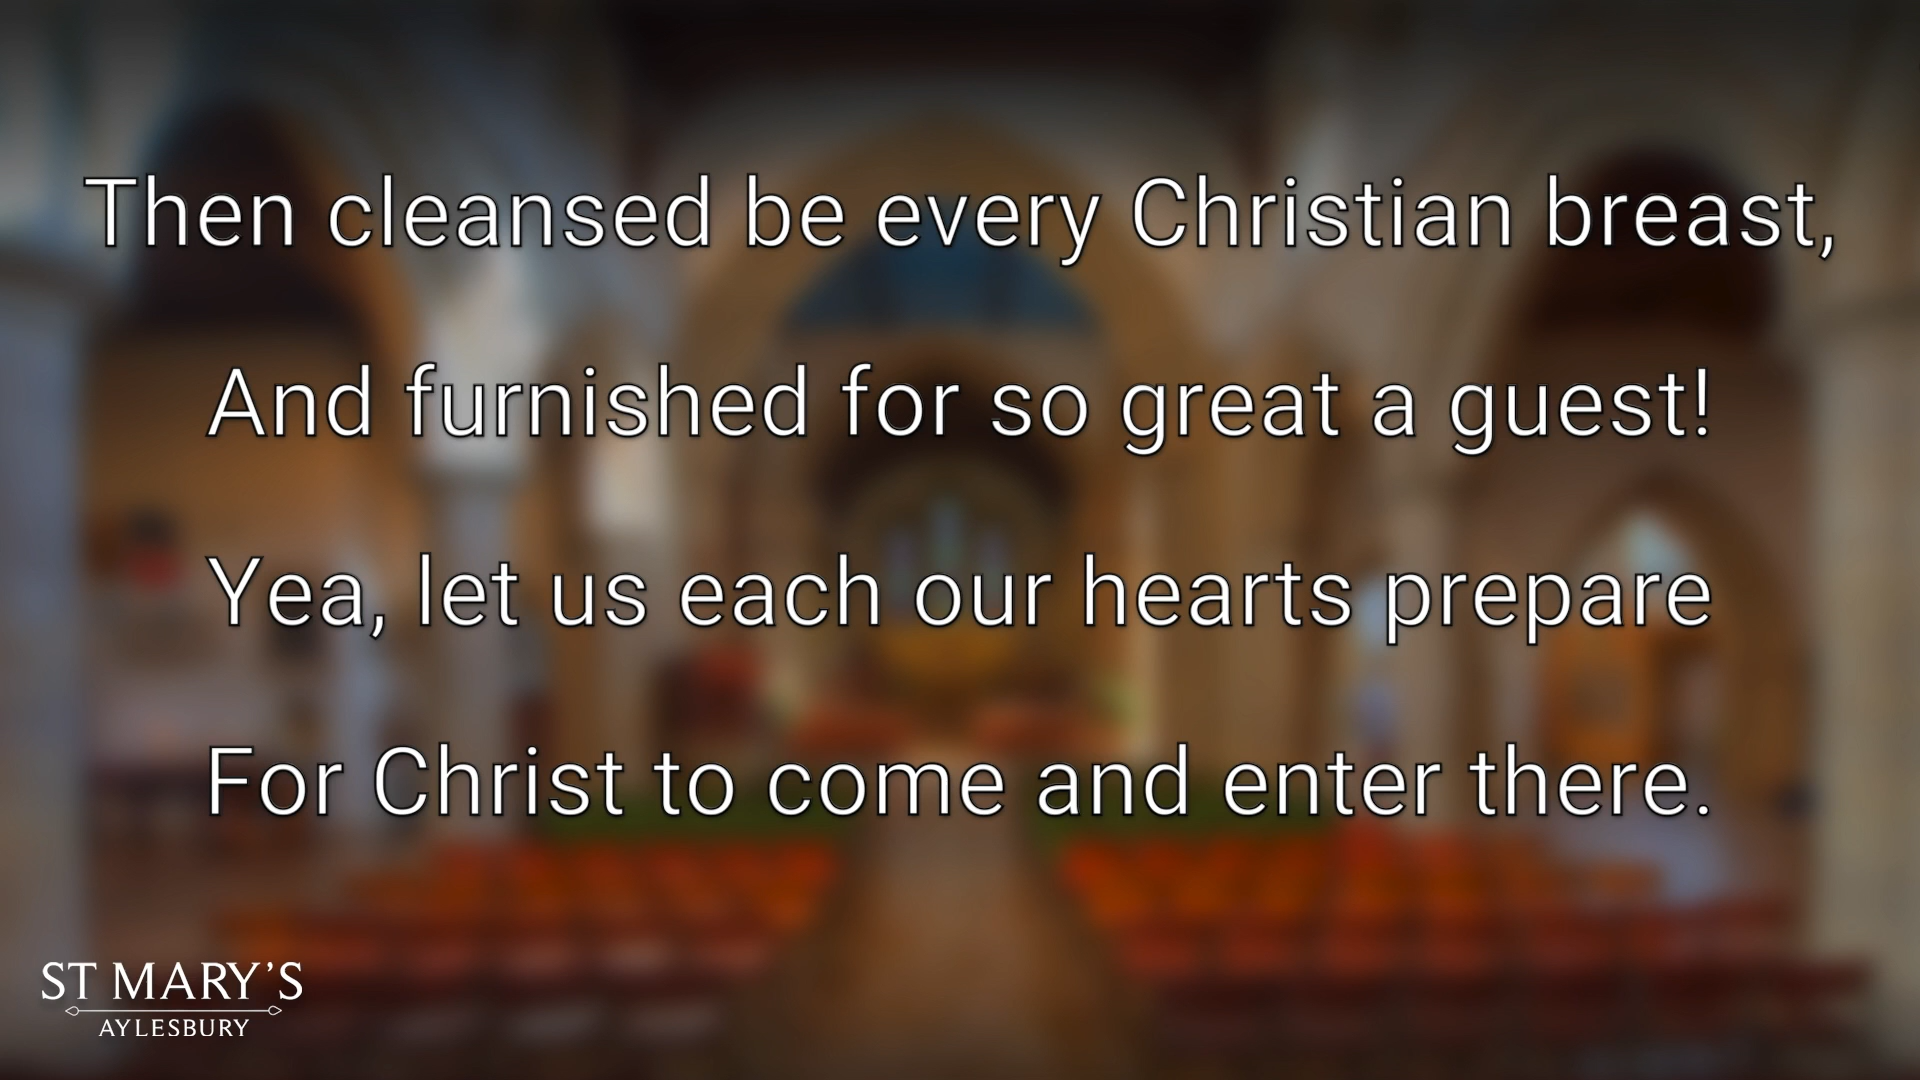 Then cleansed be every Christian breast,
And furnished for so great a guest!
Yea, let us each our hearts prepare
For Christ to come and enter there.
ST MARY'S
AYLESBURY